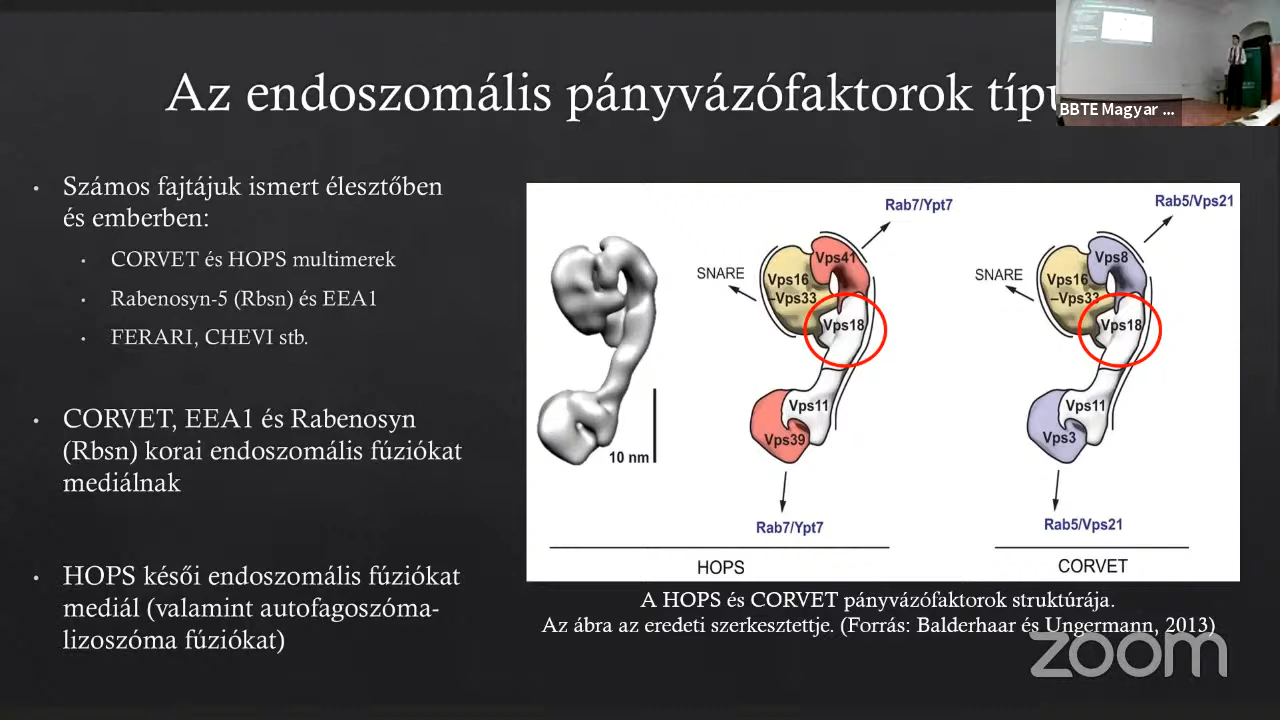 Az endoszomális pányvázófaktorok
BBTE Magyar ...
• Számos fajtájuk ismert élesztőben
és emberben:
• CORVET és HOPS multimerek
• Rabenosyn-5 (Rbsn) és EEA1
• FERARI, CHEVI stb.
• CORVET, EEA1 és Rabenosyn
(Rbsn) korai endoszomális fúziókat
mediálnak
• HOPS késői endoszomális fúziókat
mediál (valamint autofagoszóma-
lizoszóma fúziókat)
10 nm
Rab7/Ypt7
SNARE
Vps41
Vps16
–Vps33
Vps18
Vps11
Vps39
Rab7/Ypt7
HOPS
Rab5/Vps21
SNARE
Vps8
Vps16
–Vps33
Vps18
Vps11
Vps3
Rab5/Vps21
CORVET
A HOPS és CORVET pányvázófaktorok struktúrája.
Az ábra az eredeti szerkesztettje. (Forrás: Balderhaar és Ungermann, 2013)
zoom